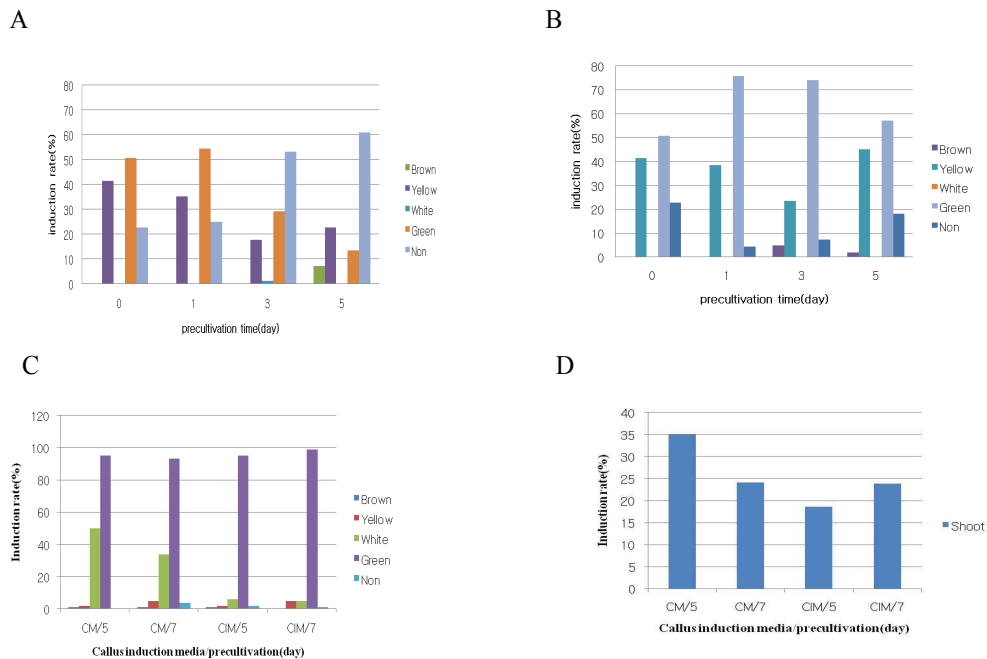 A
80
70
60
50
40
30
20
10
0
induction rate(%)
0 1 3 5
precultivation time(day)
Brown
Yellow
White
Green
Non
B
80
70
60
50
40
30
20
10
0
induction rate(%)
0 1 3 5
precultivation time(day)
Brown
Yellow
White
Green
Non
C
120
100
80
60
40
20
0
Induction rate(%)
CM/5 CM/7 CIM/5 CIM/7
Callus induction media/precultivation(day)
Brown
Yellow
White
Green
Non
D
40
35
30
25
20
15
10
5
0
Induction rate(%)
CM/5 CM/7 CIM/5 CIM/7
Callus induction media/precultivation(day)
Shoot